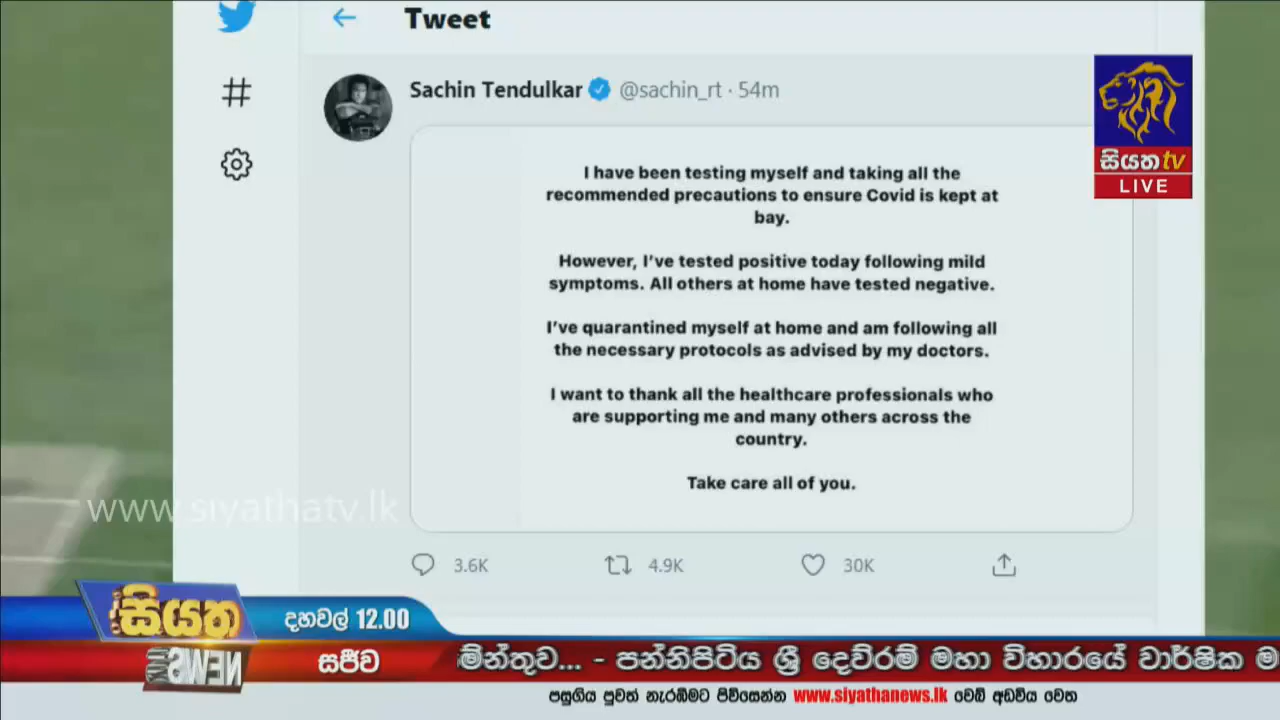 Tweet
Sachin Tendulkar @sachin_rt · 54m
I have been testing myself and taking all the
recommended precautions to ensure Covid is kept at
bay.
However, I've tested positive today following mild
symptoms. All others at home have tested negative.
I've quarantined myself at home and am following all
the necessary protocols as advised by my doctors.
I want to thank all the healthcare professionals who
are supporting me and many others across the
country.
Take care all of you.
3.6K 4.9K 30K
සියත tv
LIVE
www.siyathatv.lk
සියත
NEWS
දහවල් 12.00
සජීව
මින්තුව... - පන්නිපිටිය ශ්‍රී දෙව්රම් මහා විහාරයේ වාර්ෂික ම
පසුගිය පුවත් නැරඹීමට පිවිසෙන්න www.siyathanews.lk වෙබ් අඩවිය වෙත